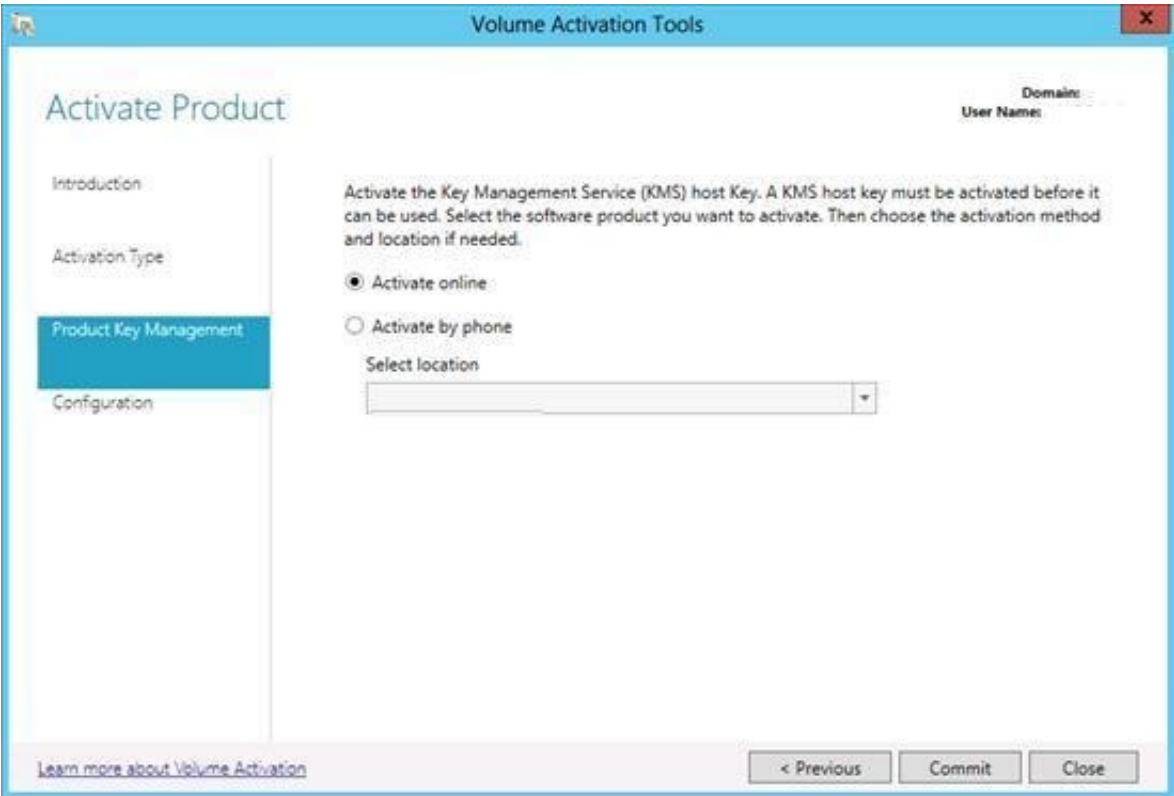 Volume Activation Tools
x
Activate Product
Domain:
User Name:
Introduction
Activation Type
Product Key Management
Configuration
Activate the Key Management Service (KMS) host Key. A KMS host key must be activated before it
can be used. Select the software product you want to activate. Then choose the activation method
and location if needed.
Activate online
Activate by phone
Select location
Learn more about Volume Activation
< Previous
Commit
Close